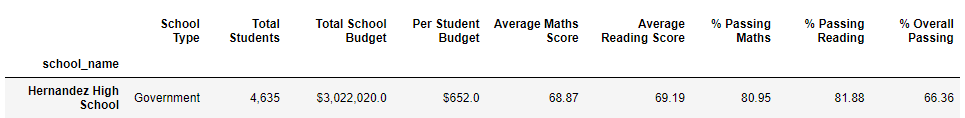 School Type Total Students Total School Budget Per Student Budget Average Maths Score Average Reading Score % Passing Maths % Passing Reading % Overall Passing
school_name
Hernandez High School Government 4,635 $3,022,020.0 $652.0 68.87 69.19 80.95 81.88 66.36